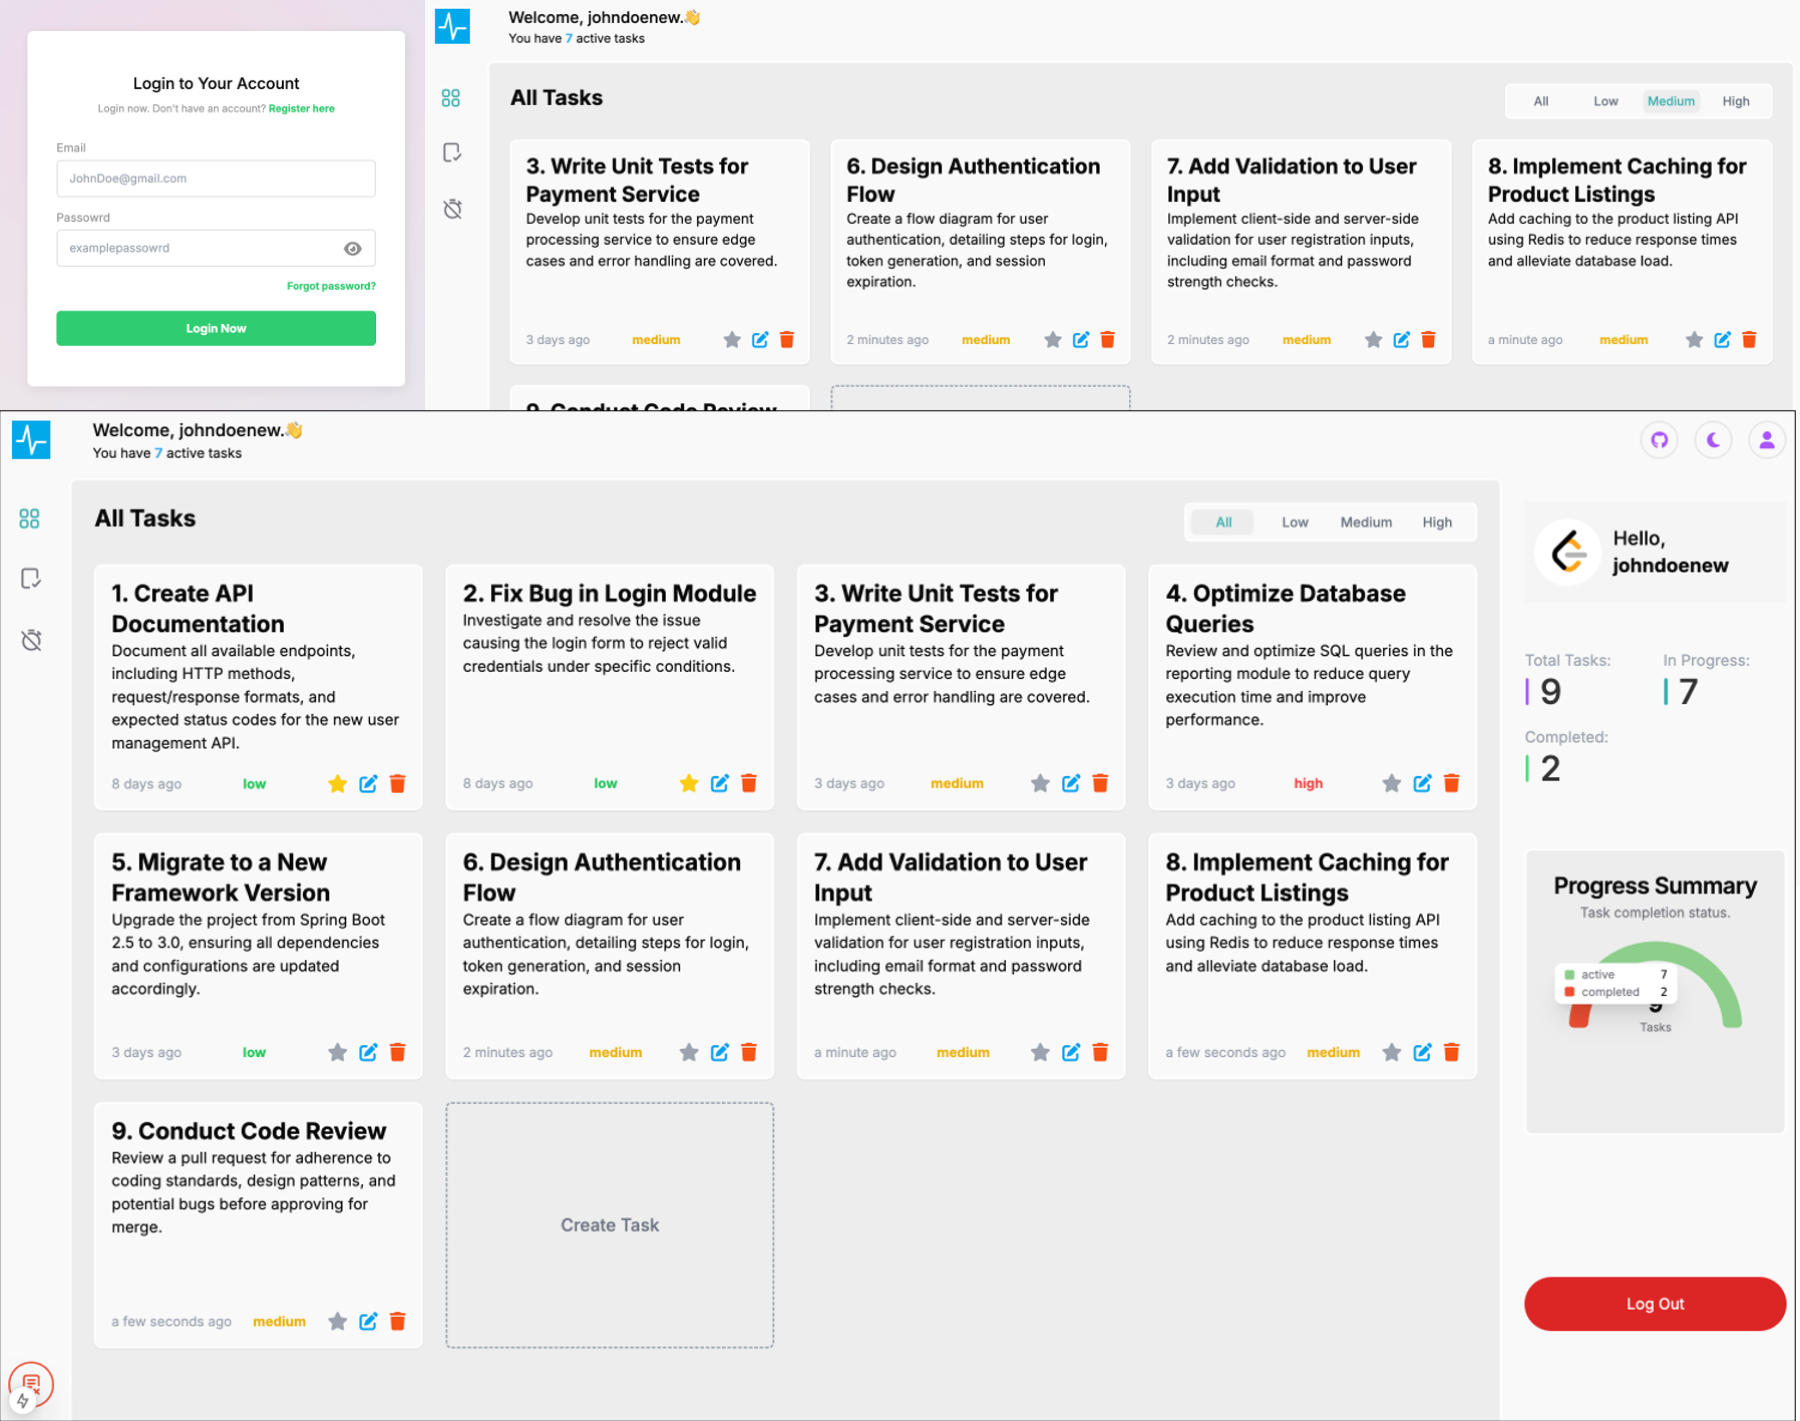 Login to Your Account
Login now. Don't have an account? Register here
Email
JohnDoe@gmail.com
Passowrd
examplepassowrd
Forgot password?
Login Now
Welcome, johndoenew.👋
You have 7 active tasks
All Tasks
All Low Medium High
3. Write Unit Tests for
Payment Service
Develop unit tests for the payment
processing service to ensure edge
cases and error handling are covered.
3 days ago medium
6. Design Authentication
Flow
Create a flow diagram for user
authentication, detailing steps for login,
token generation, and session
expiration.
2 minutes ago medium
7. Add Validation to User
Input
Implement client-side and server-side
validation for user registration inputs,
including email format and password
strength checks.
2 minutes ago medium
8. Implement Caching for
Product Listings
Add caching to the product listing API
using Redis to reduce response times
and alleviate database load.
a minute ago medium
9. Conduct Code Review
Welcome, johndoenew.👋
You have 7 active tasks
All Tasks
All Low Medium High
1. Create API
Documentation
Document all available endpoints,
including HTTP methods,
request/response formats, and
expected status codes for the new user
management API.
8 days ago low
2. Fix Bug in Login Module
Investigate and resolve the issue
causing the login form to reject valid
credentials under specific conditions.
8 days ago low
3. Write Unit Tests for
Payment Service
Develop unit tests for the payment
processing service to ensure edge
cases and error handling are covered.
3 days ago medium
4. Optimize Database
Queries
Review and optimize SQL queries in the
reporting module to reduce query
execution time and improve
performance.
3 days ago high
5. Migrate to a New
Framework Version
Upgrade the project from Spring Boot
2.5 to 3.0, ensuring all dependencies
and configurations are updated
accordingly.
3 days ago low
6. Design Authentication
Flow
Create a flow diagram for user
authentication, detailing steps for login,
token generation, and session
expiration.
2 minutes ago medium
7. Add Validation to User
Input
Implement client-side and server-side
validation for user registration inputs,
including email format and password
strength checks.
a minute ago medium
8. Implement Caching for
Product Listings
Add caching to the product listing API
using Redis to reduce response times
and alleviate database load.
a few seconds ago medium
9. Conduct Code Review
Review a pull request for adherence to
coding standards, design patterns, and
potential bugs before approving for
merge.
a few seconds ago medium
Create Task
Hello,
johndoenew
Total Tasks: In Progress:
9 7
Completed:
2
Progress Summary
Task completion status.
active 7
completed 2
9
Tasks
Log Out